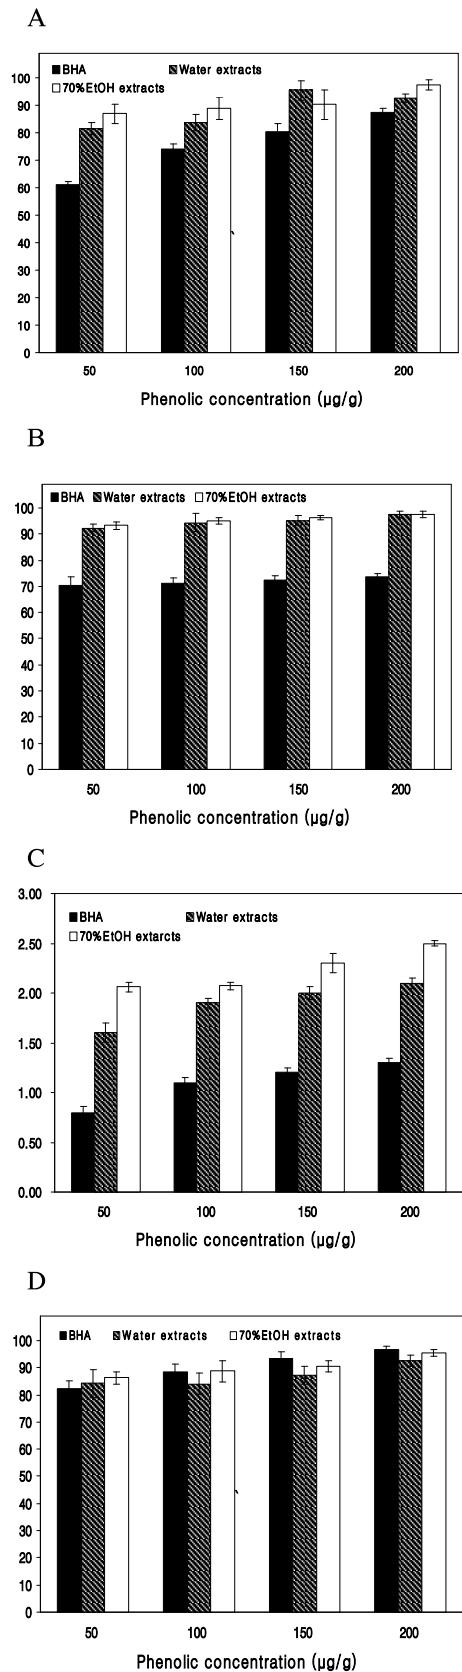 A
BHA Water extracts
70%EtOH extracts
100
90
80
70
60
50
40
30
20
10
0
50 100 150 200
Phenolic concentration (µg/g)
B
BHA Water extracts 70%EtOH extracts
100
90
80
70
60
50
40
30
20
10
0
50 100 150 200
Phenolic concentration (µg/g)
C
3.00
BHA Water extracts
70%EtOH extarcts
2.50
2.00
1.50
1.00
0.50
0.00
50 100 150 200
Phenolic concentration (µg/g)
D
BHA Water extracts 70%EtOH extracts
100
90
80
70
60
50
40
30
20
10
0
50 100 150 200
Phenolic concentration (µg/g)